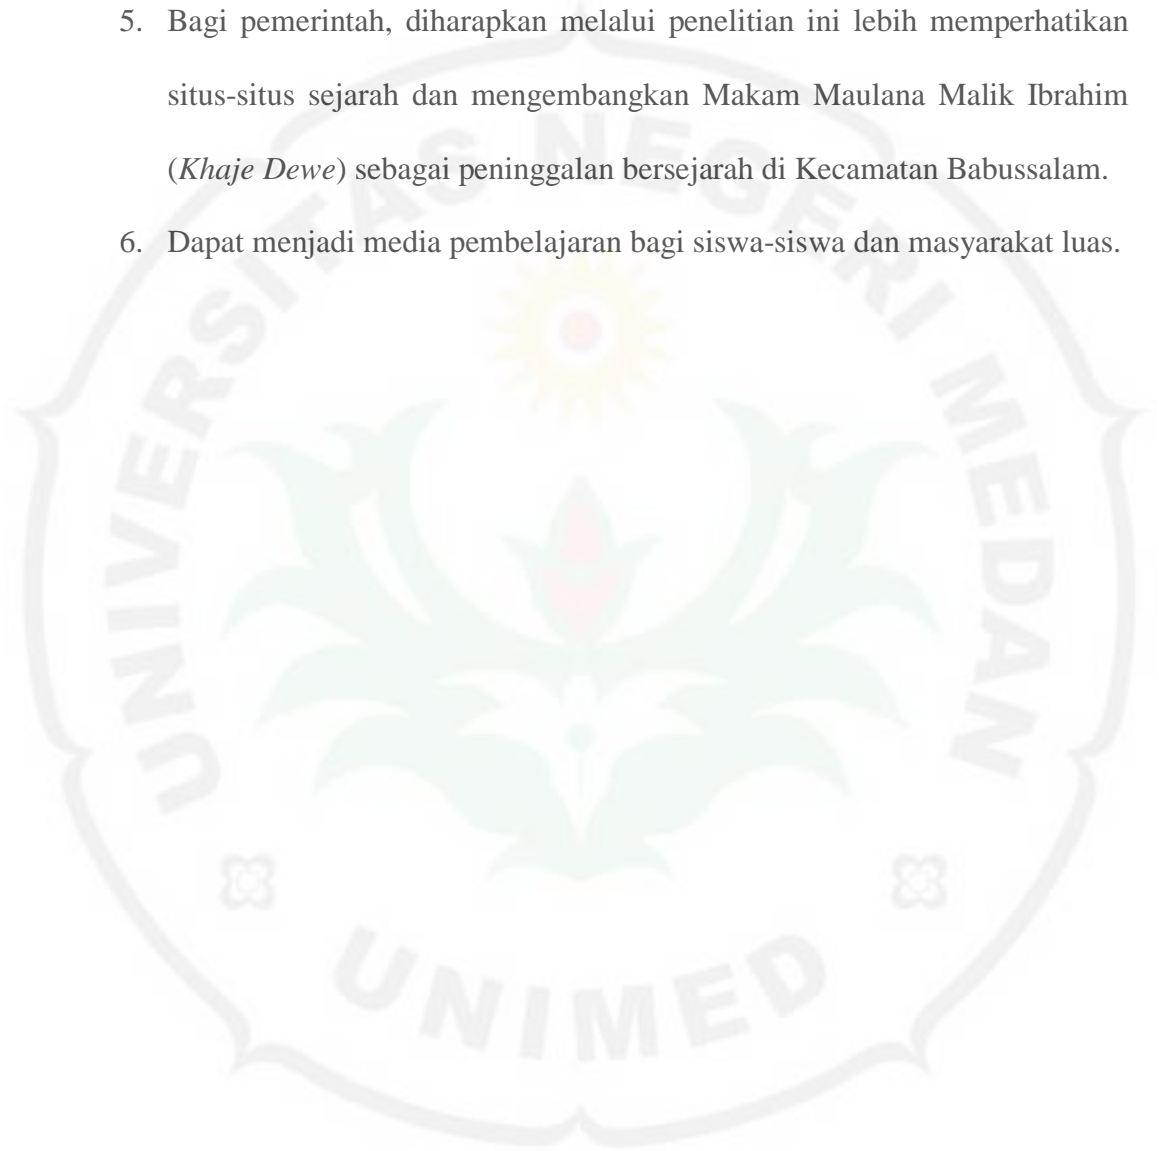 5. Bagi pemerintah, diharapkan melalui penelitian ini lebih memperhatikan
situs-situs sejarah dan mengembangkan Makam Maulana Malik Ibrahim
(Khaje Dewe) sebagai peninggalan bersejarah di Kecamatan Babussalam.
6. Dapat menjadi media pembelajaran bagi siswa-siswa dan masyarakat luas.
UNIVERSITAS NEGERI MEDAN
UNIMED